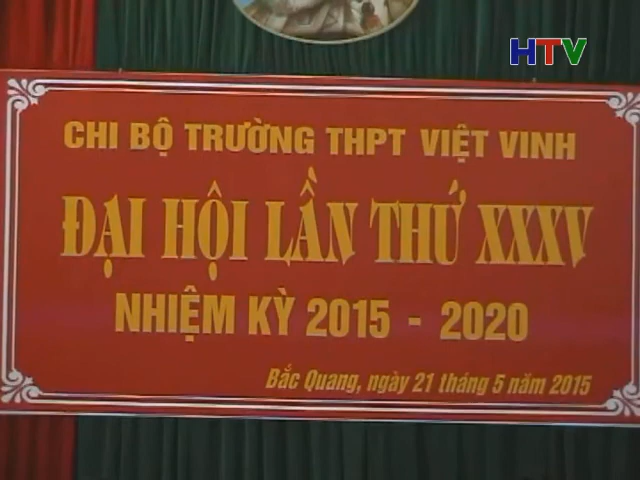 HTV
CHI BỘ TRƯỜNG THPT VIỆT VINH
ĐẠI HỘI LẦN THỨ XXXV
NHIỆM KỲ 2015 - 2020
Bắc Quang, ngày 21 tháng 5 năm 2015